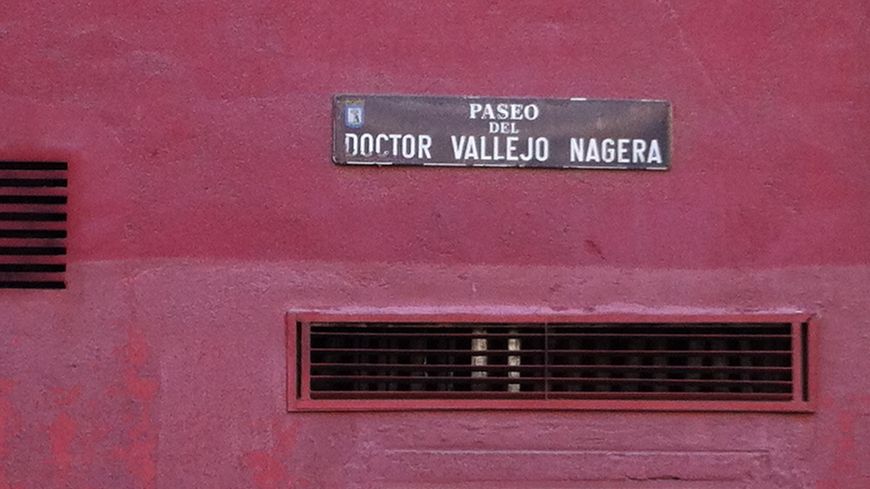 PASEO
DEL
DOCTOR VALLEJO NAGERA